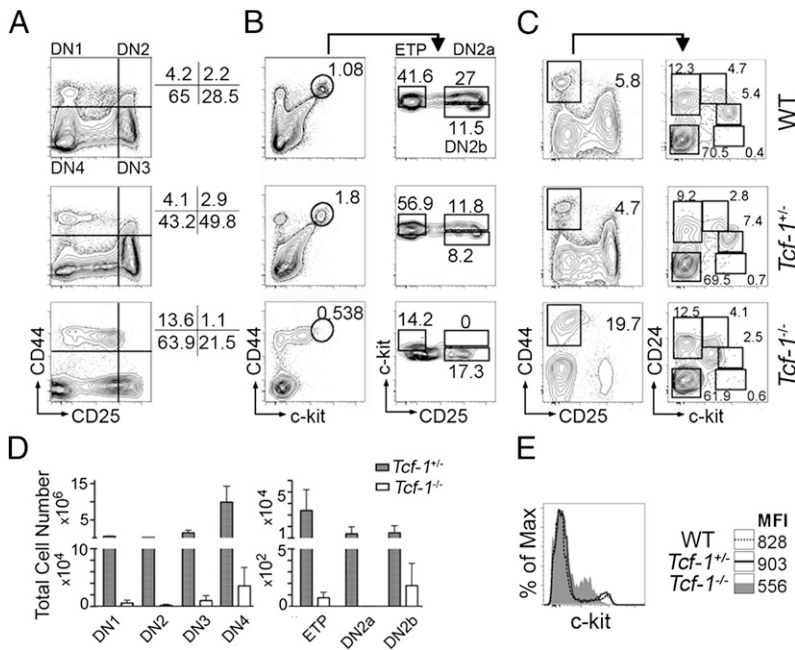 A
B
C
DN1 DN2
4.2 2.2
65 28.5
DN4 DN3
4.1 2.9
43.2 49.8
13.6 1.1
63.9 21.5
CD44
CD25
1.08
1.8
0.538
CD44
c-kit
ETP DN2a
41.6 27
11.5
DN2b
56.9 11.8
8.2
14.2 0
17.3
c-kit
CD25
5.8
4.7
19.7
CD44
CD25
12.3 4.7
5.4
70.5 0.4
WT
9.2 2.8
7.4
69.5 0.7
Tcf-1+/-
12.5 4.1
2.5
61.9 0.6
Tcf-1-/-
CD24
c-kit
D
Total Cell Number
x10⁴ x10⁶
15
5
10
5
0
DN1 DN2 DN3 DN4
x10² x10⁴
5
1
10
5
0
ETP DN2a DN2b
Tcf-1+/-
Tcf-1-/-
E
% of Max
c-kit
MFI
WT 828
Tcf-1+/- 903
Tcf-1-/- 556